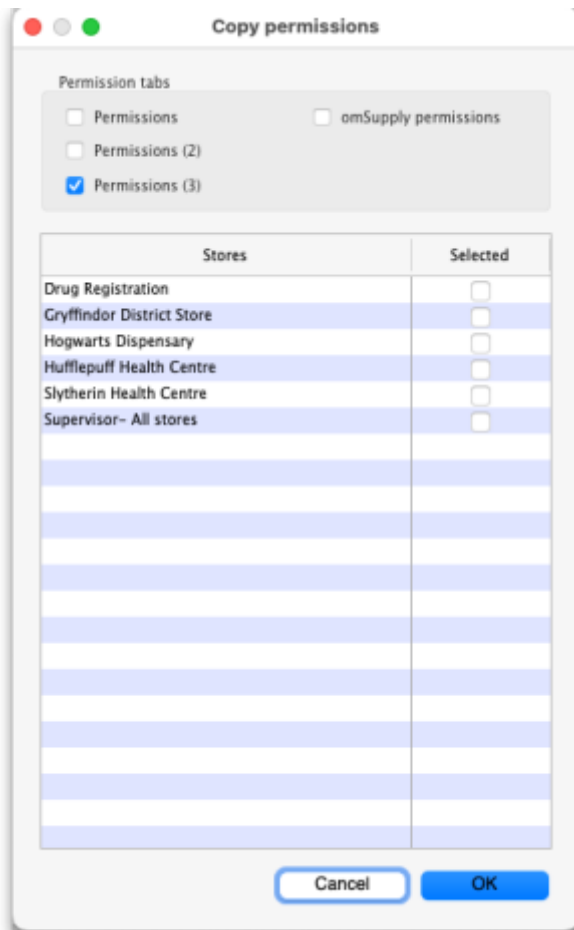 Copy permissions
Permission tabs
Permissions
omSupply permissions
Permissions (2)
Permissions (3)
Stores
Selected
Drug Registration
Gryffindor District Store
Hogwarts Dispensary
Hufflepuff Health Centre
Slytherin Health Centre
Supervisor- All stores
Cancel
OK